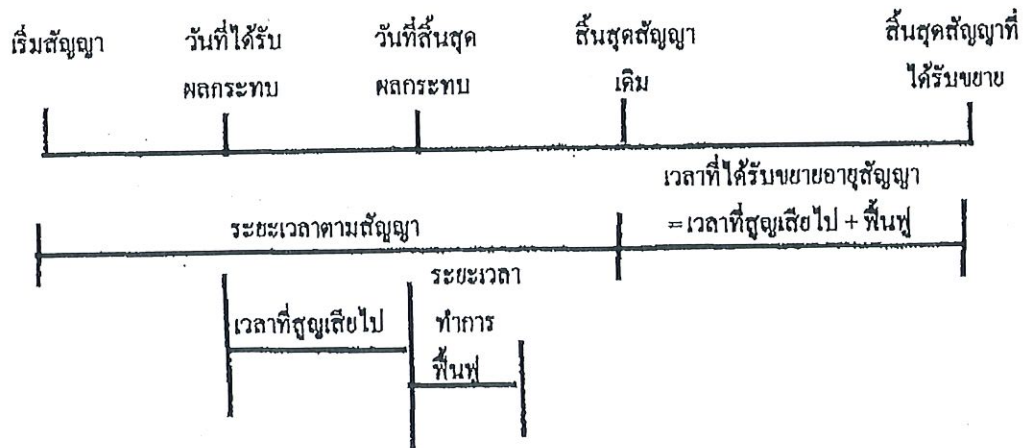 เริ่มสัญญา
วันที่ได้รับ
ผลกระทบ
วันที่สิ้นสุด
ผลกระทบ
สิ้นสุดสัญญา
เดิม
สิ้นสุดสัญญาที่
ได้รับขยาย
เวลาที่ได้รับขยายอายุสัญญา
=เวลาที่สูญเสียไป + ฟื้นฟู
ระยะเวลาตามสัญญา
เวลาที่สูญเสียไป
ระยะเวลา
ทำการ
ฟื้นฟู